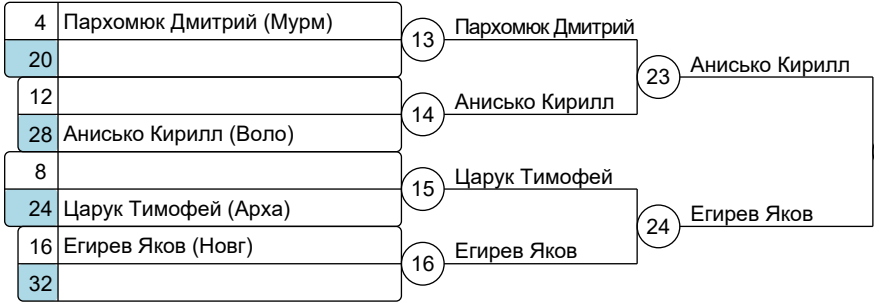 4 Пархомюк Дмитрий (Мурм)
20
13 Пархомюк Дмитрий
12
28 Анисько Кирилл (Воло)
14 Анисько Кирилл
23 Анисько Кирилл
8
24 Царук Тимофей (Арха)
15 Царук Тимофей
16 Егирев Яков (Новг)
32
16 Егирев Яков
24 Егирев Яков